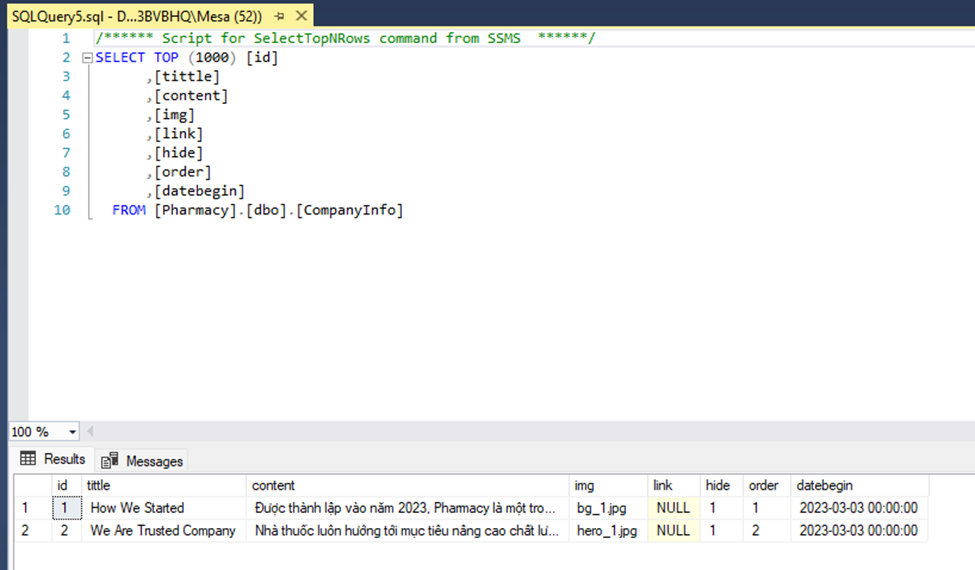 SQLQuery5.sql - D...3BVBHQ\Mesa (52))
1 /****** Script for SelectTopNRows command from SSMS ******/
2 SELECT TOP (1000) [id]
3 ,[tittle]
4 ,[content]
5 ,[img]
6 ,[link]
7 ,[hide]
8 ,[order]
9 ,[datebegin]
10 FROM [Pharmacy].[dbo].[CompanyInfo]
100 %
Results Messages
id tittle content img link hide order datebegin
1 1 How We Started Được thành lập vào năm 2023, Pharmacy là một tro... bg_1.jpg NULL 1 1 2023-03-03 00:00:00
2 2 We Are Trusted Company Nhà thuốc luôn hướng tới mục tiêu nâng cao chất lư... hero_1.jpg NULL 1 2 2023-03-03 00:00:00